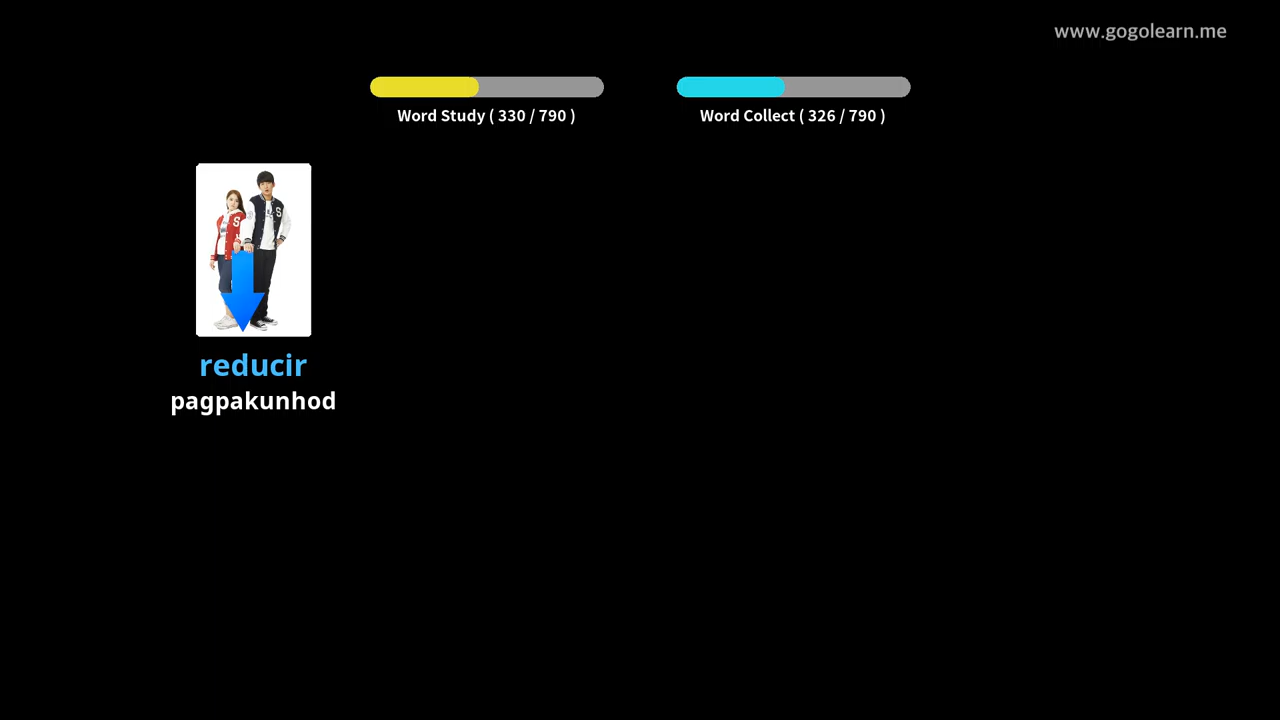 www.gogolearn.me
Word Study ( 330 / 790 )
Word Collect ( 326 / 790 )
S
S
reducir
pagpakunhod